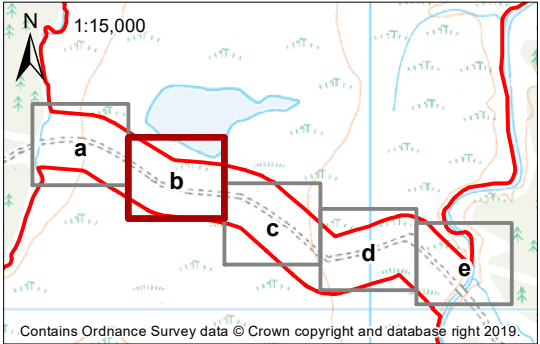 N
1:15,000
a
b
c
d
e
Contains Ordnance Survey data © Crown copyright and database right 2019.